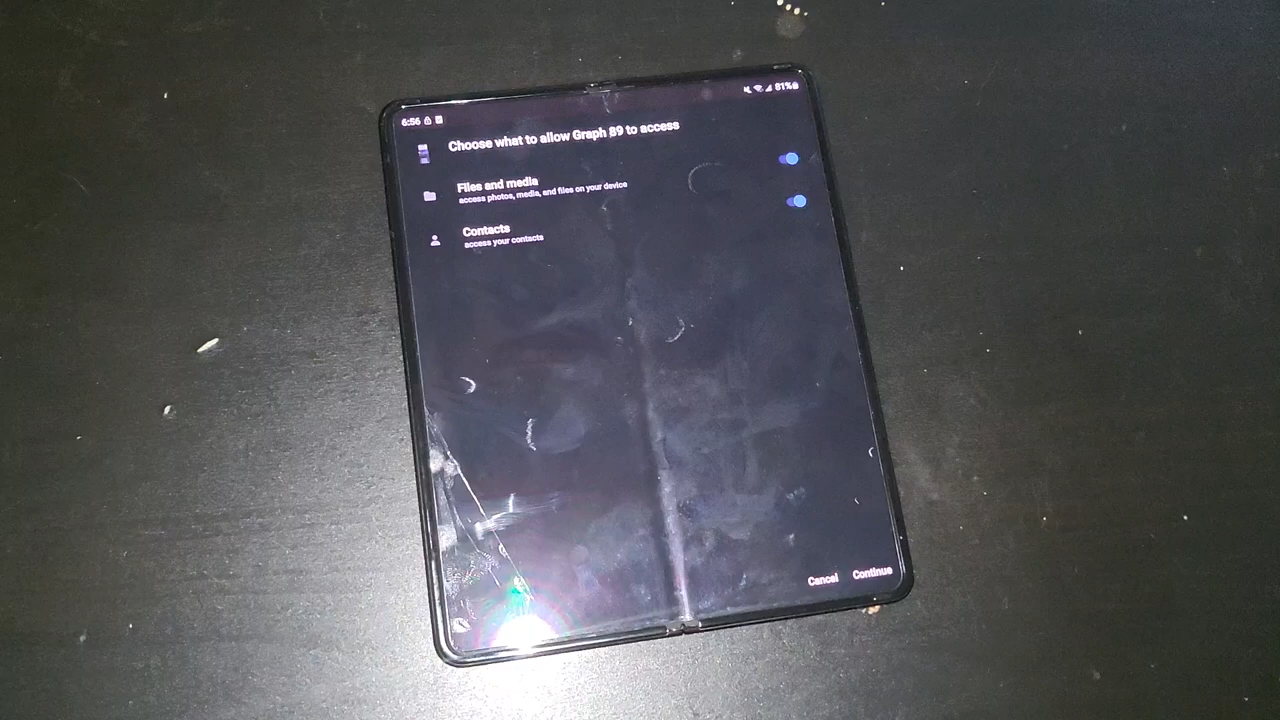 6:56
81%
Choose what to allow Graph 89 to access
Files and media
access photos, media, and files on your device
Contacts
access your contacts
Cancel
Continue